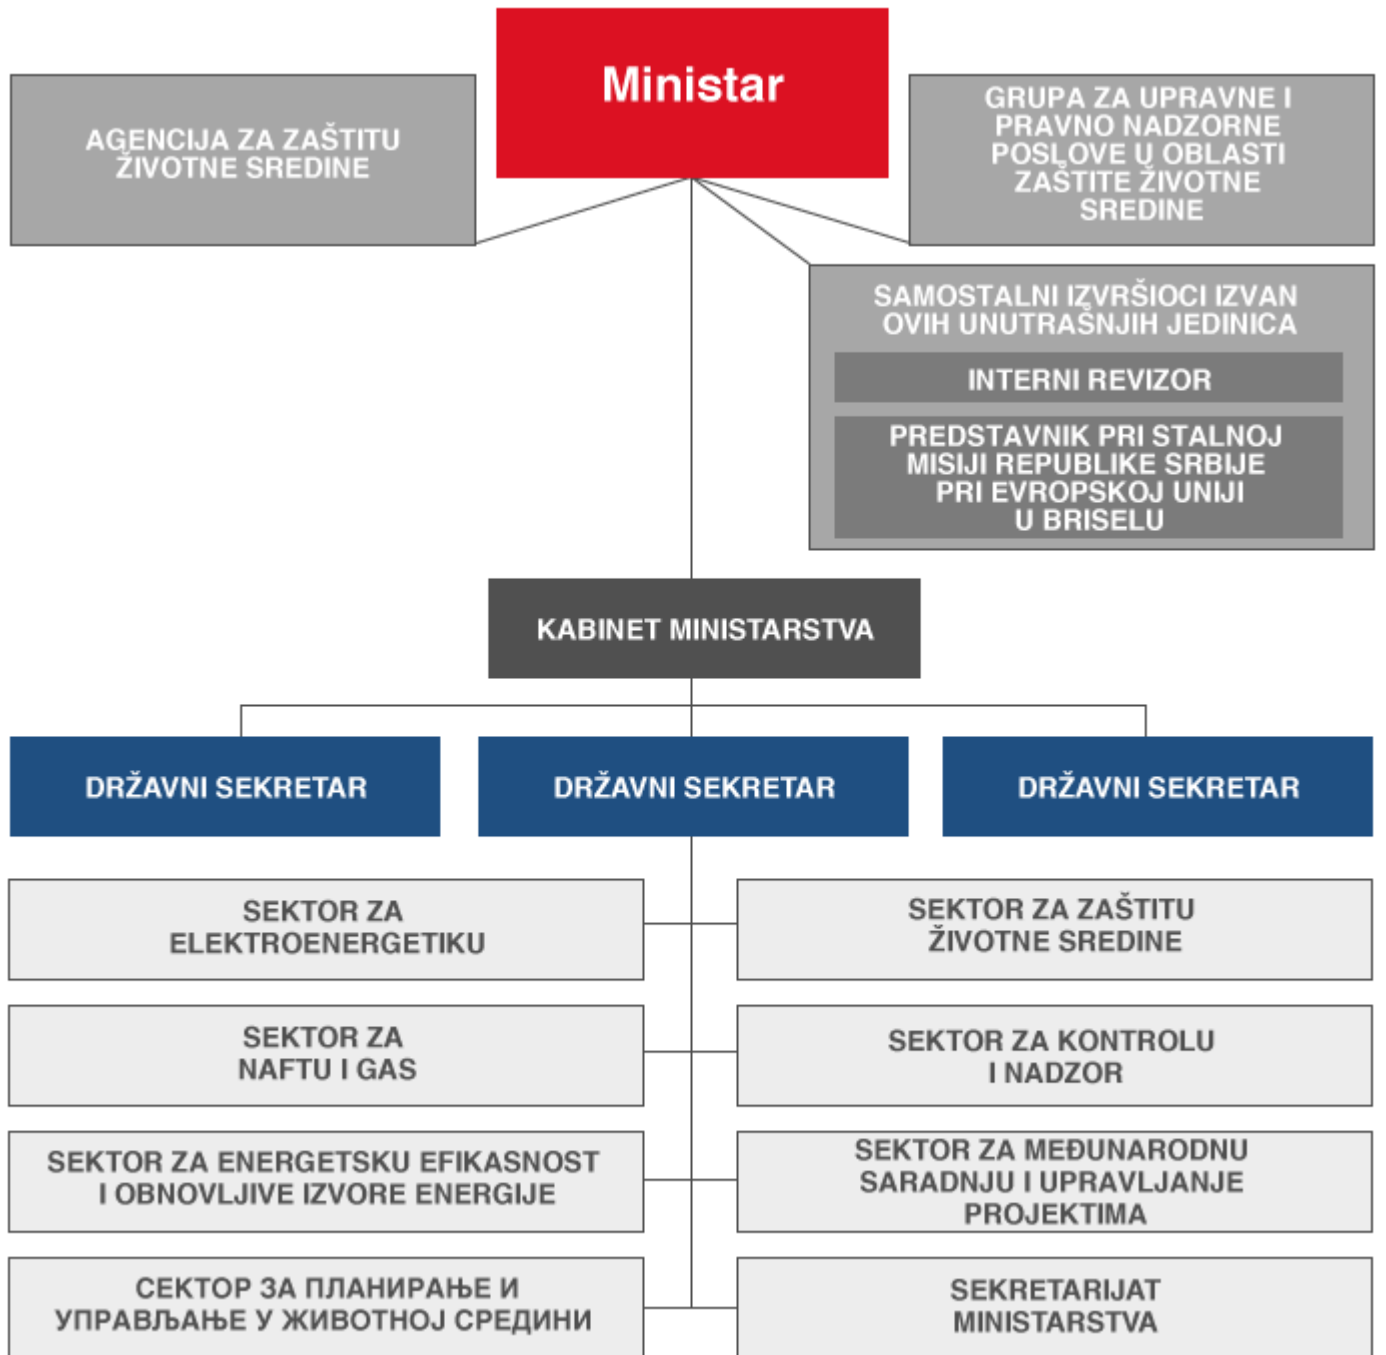 Ministar
AGENCIJA ZA ZAŠTITU
ŽIVOTNE SREDINE
GRUPA ZA UPRAVNE I
PRAVNO NADZORNE
POSLOVE U OBLASTI
ZAŠTITE ŽIVOTNE
SREDINE
SAMOSTALNI IZVRŠIOCI IZVAN
OVIH UNUTRAŠNJIH JEDINICA
INTERNI REVIZOR
PREDSTAVNIK PRI STALNOJ
MISIJI REPUBLIKE SRBIJE
PRI EVROPSKOJ UNIJI
U BRISELU
KABINET MINISTARSTVA
DRŽAVNI SEKRETAR
DRŽAVNI SEKRETAR
DRŽAVNI SEKRETAR
SEKTOR ZA
ELEKTROENERGETIKU
SEKTOR ZA ZAŠTITU
ŽIVOTNE SREDINE
SEKTOR ZA
NAFTU I GAS
SEKTOR ZA KONTROLU
I NADZOR
SEKTOR ZA ENERGETSKU EFIKASNOST
I OBNOVLJIVE IZVORE ENERGIJE
SEKTOR ZA MEĐUNARODNU
SARADNJU I UPRAVLJANJE
PROJEKTIMA
СЕКТОР ЗА ПЛАНИРАЊЕ И
УПРАВЉАЊЕ У ЖИВОТНОЈ СРЕДИНИ
SEKRETARIJAT
MINISTARSTVA